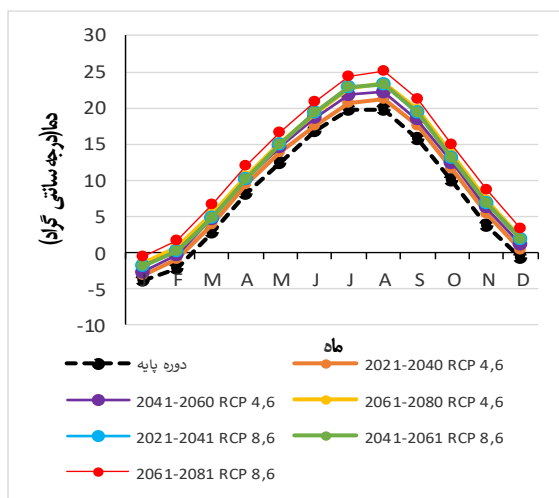 دما(درجه سانتی گراد)
30
25
20
15
10
5
0
-5
-10
F M A M J J A S O N D
ماه
دوره پایه
2021-2040 RCP 4,6
2041-2060 RCP 4,6
2061-2080 RCP 4,6
2021-2041 RCP 8,6
2041-2061 RCP 8,6
2061-2081 RCP 8,6